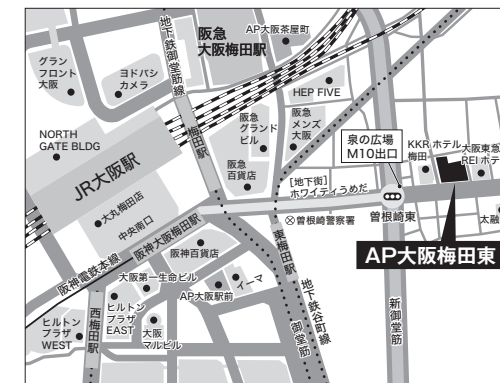 阪急
大阪梅田駅
AP大阪茶屋町
地下鉄御堂筋線
グラン
フロント
大阪
ヨドバシ
カメラ
HEP FIVE
梅田駅
阪急
グランド
ビル
阪急
メンズ
大阪
NORTH
GATE BLDG
JR大阪駅
泉の広場
M10出口
KKRホテル
梅田
大阪東急
REIホテ
阪急
百貨店
[地下街]
ホワイティうめだ
大丸梅田店
中央南口
阪神大阪梅田駅
曽根崎警察署
曽根崎東
太融
阪神電鉄本線
阪神百貨店
東梅田駅
AP大阪梅田東
大阪第一生命ビル
イーマ
AP大阪駅前
地下鉄谷町線
ヒルトン
プラザ
EAST
西梅田駅
大阪
マルビル
御堂筋
新御堂筋
ヒルトン
プラザ
WEST